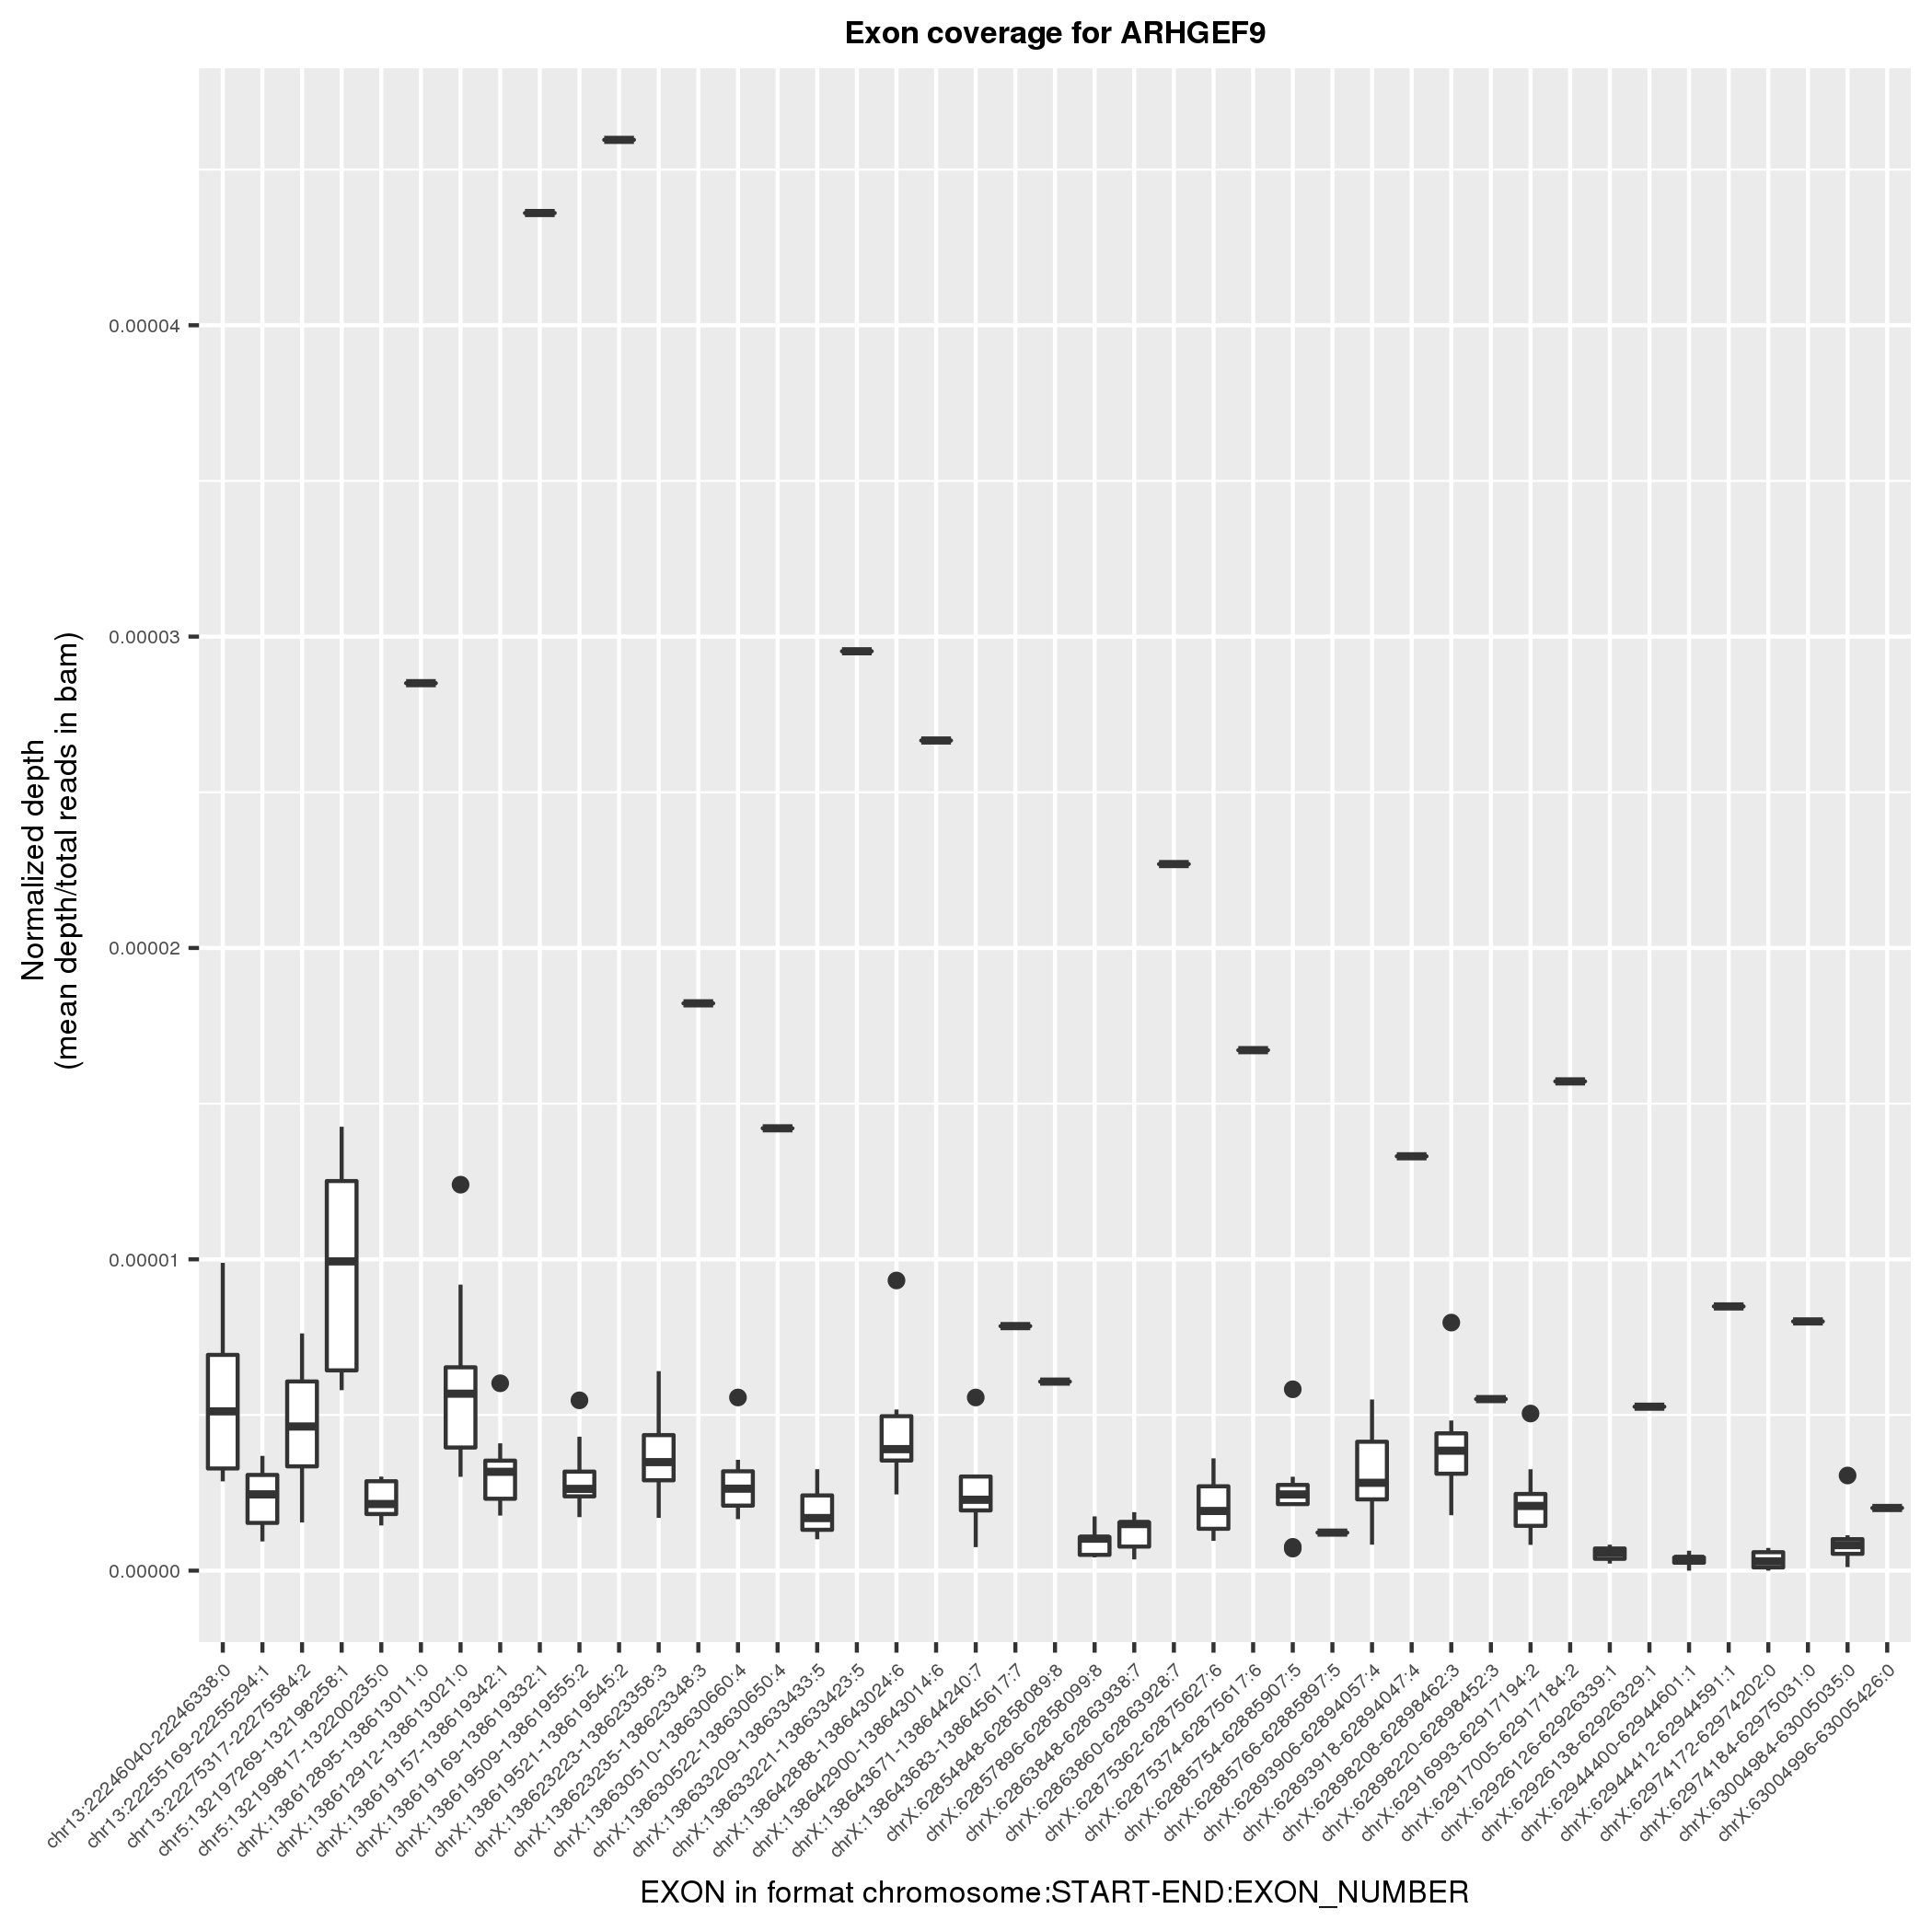 Exon coverage for ARHGEF9
Normalized depth
(mean depth/total reads in bam)
0.00004
0.00003
0.00002
0.00001
0.00000
chr13:22246040-22246338:0
chr13:22255169-22255294:1
chr13:22275317-22275584:2
chr5:132197269-132198258:1
chr5:132199817-132200235:0
chrX:138612895-138613011:0
chrX:138612912-138613021:0
chrX:138619157-138619342:1
chrX:138619169-138619332:1
chrX:138619509-138619555:2
chrX:138619521-138619545:2
chrX:138623223-138623358:3
chrX:138623235-138623348:3
chrX:138630510-138630660:4
chrX:138630522-138630650:4
chrX:138633209-138633433:5
chrX:138633221-138633423:5
chrX:138642888-138643024:6
chrX:138642900-138643014:6
chrX:138643671-138644240:7
chrX:138643683-138645617:7
chrX:62854848-62858089:8
chrX:62857896-62858099:8
chrX:62863848-62863938:7
chrX:62863860-62863928:7
chrX:62875362-62875627:6
chrX:62875374-62875617:6
chrX:62885754-62885907:5
chrX:62885766-62885897:5
chrX:62893906-62894057:4
chrX:62893918-62894047:4
chrX:62898208-62898462:3
chrX:62898220-62898452:3
chrX:62916993-62917194:2
chrX:62917005-62917184:2
chrX:62926126-62926339:1
chrX:62926138-62926329:1
chrX:62944400-62944601:1
chrX:62944412-62944591:1
chrX:62974172-62974202:0
chrX:62974184-62975031:0
chrX:63004984-63005035:0
chrX:63004996-63005426:0
EXON in format chromosome:START-END:EXON_NUMBER